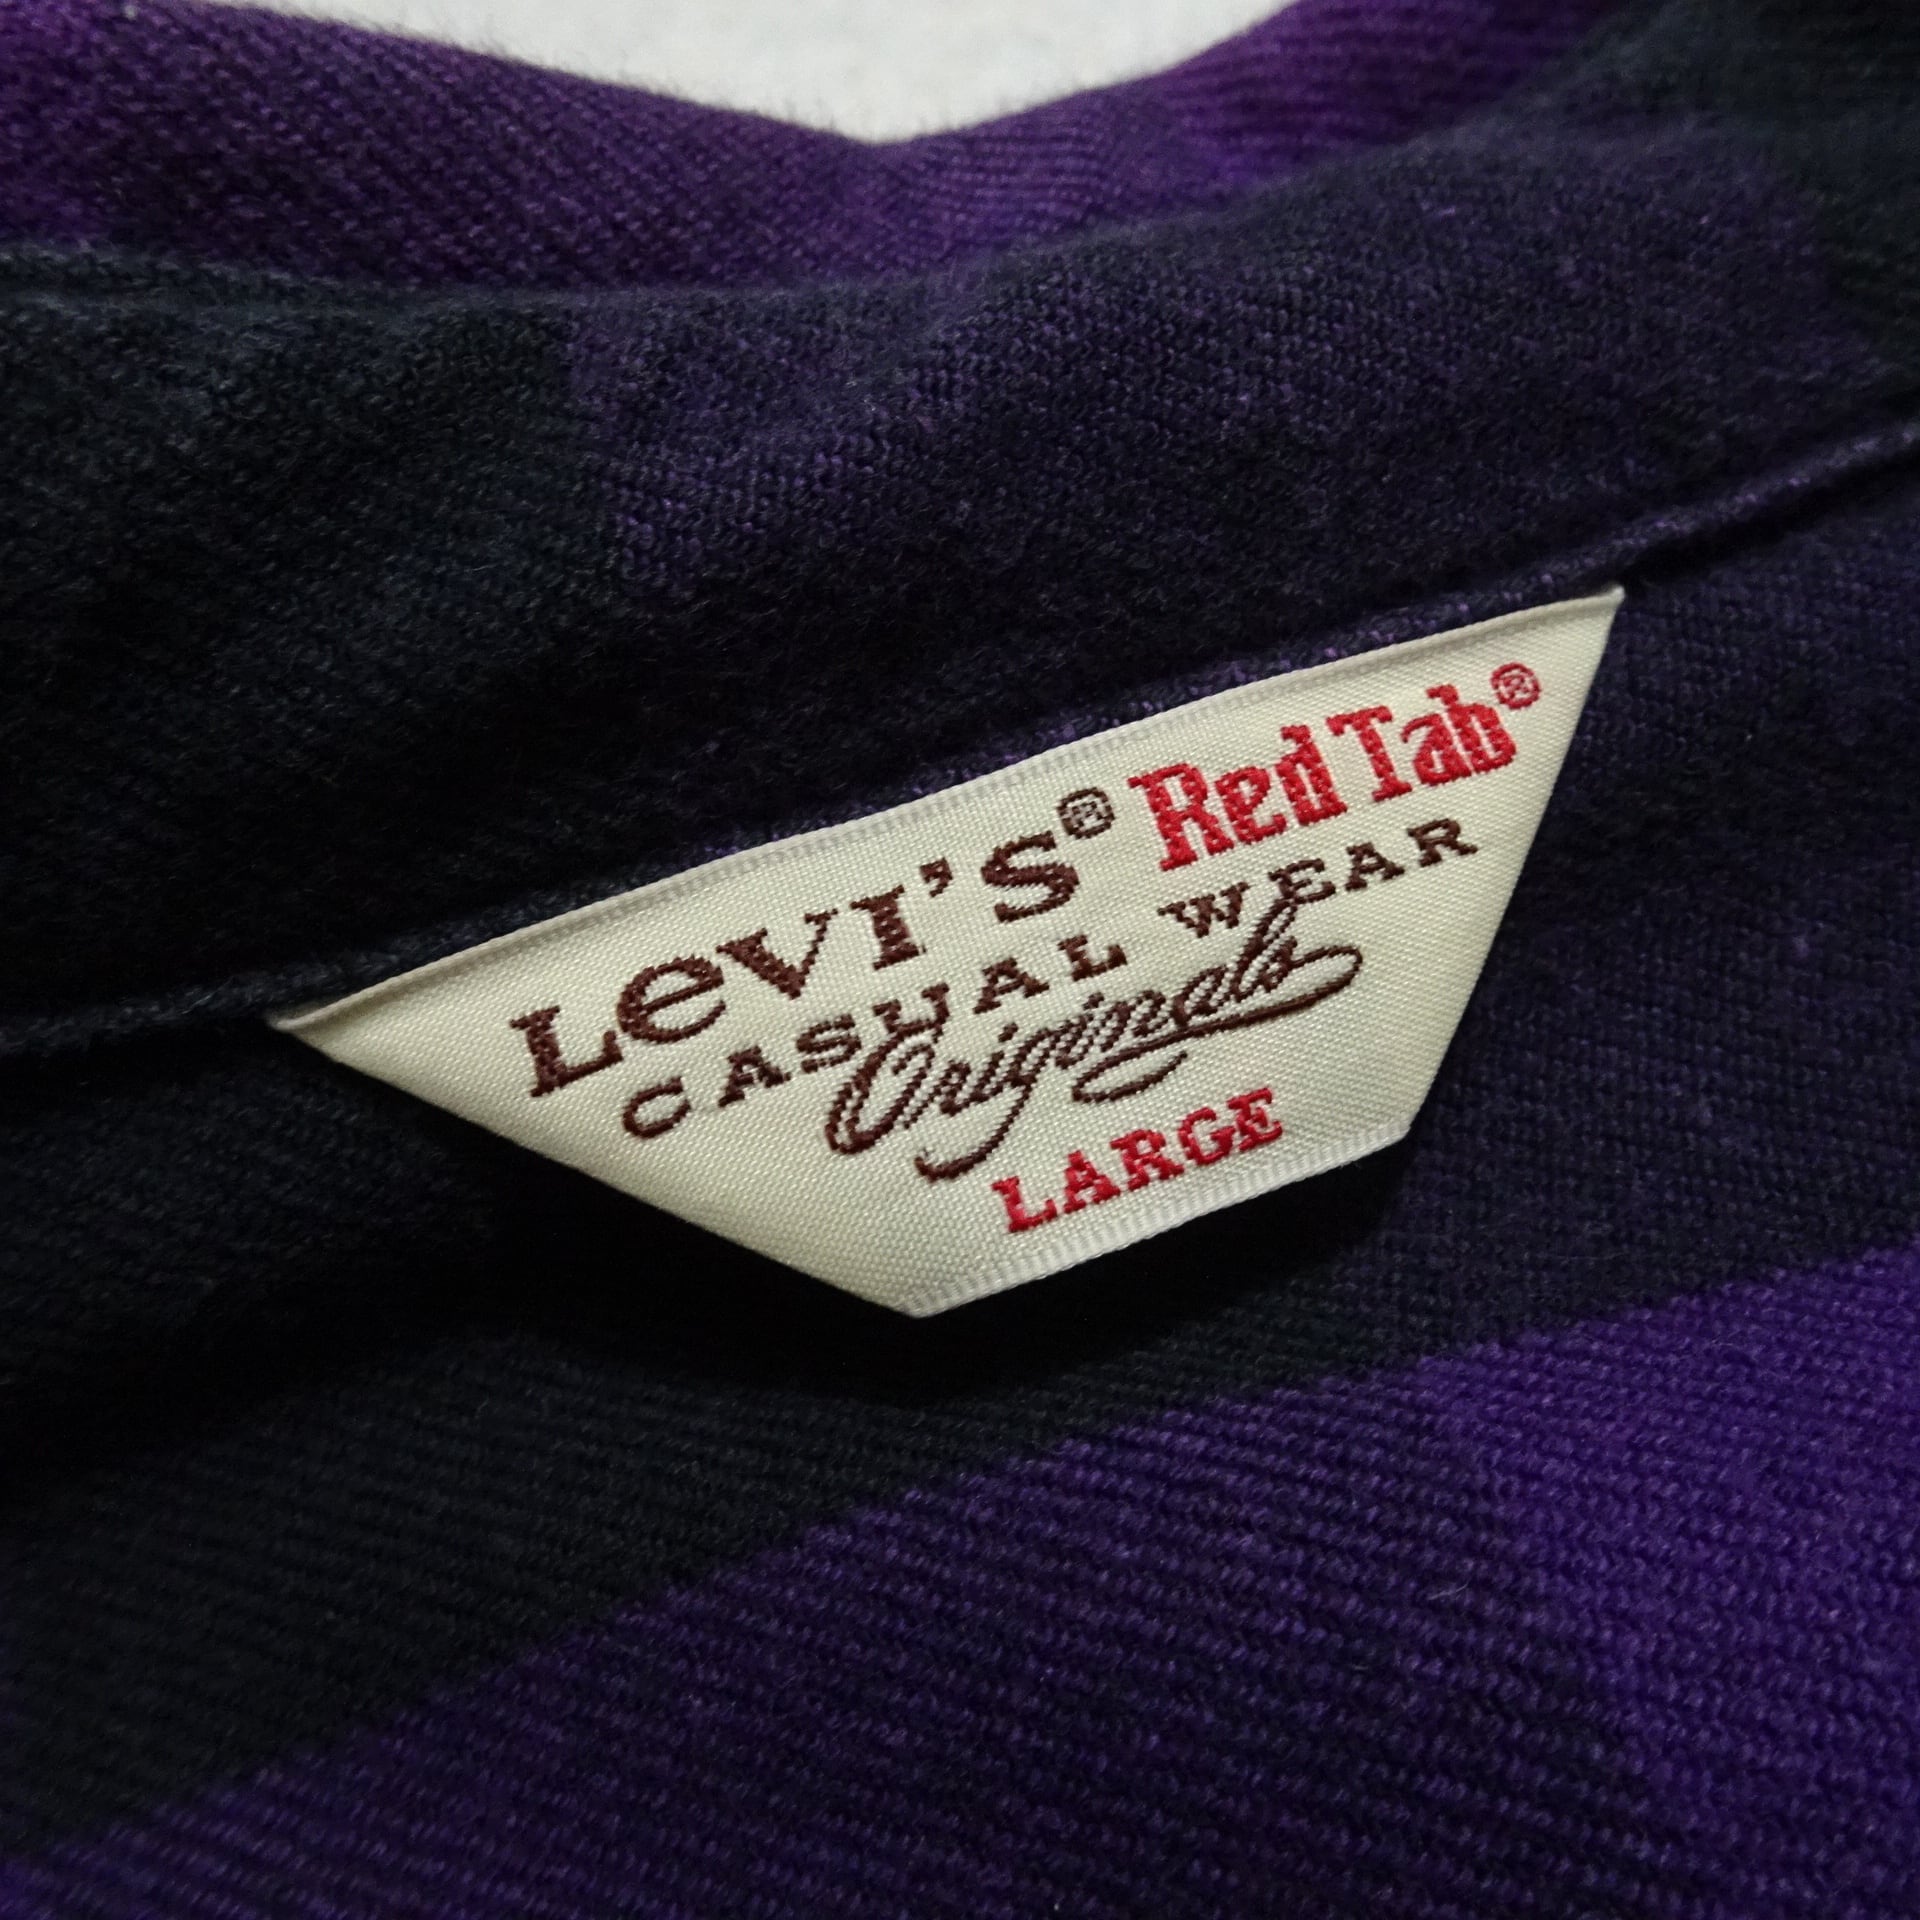 Levi's® Red Tab®
CASUAL WEAR
Originals
LARGE